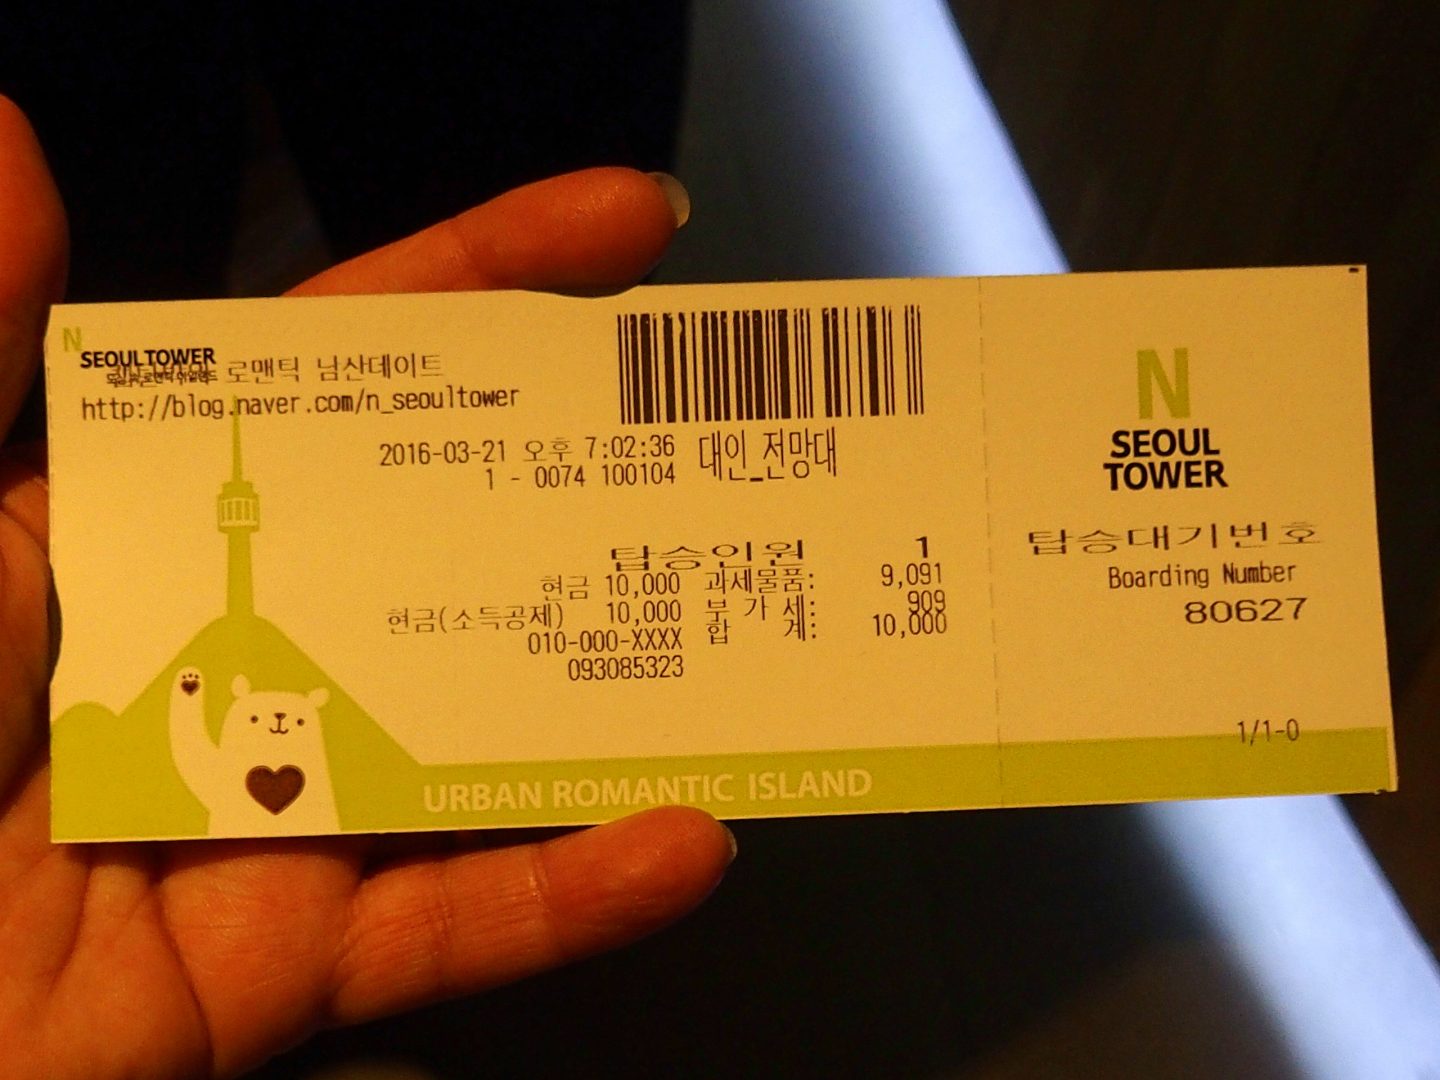 N
SEOUL TOWER
로맨틱 남산데이트
http://blog.naver.com/n_seoultower
2016-03-21 오후 7:02:36 대인_전망대
1 - 0074 100104
탑승인원 1
현금 10,000 과세물품: 9,091
현금(소득공제) 10,000 부 가 세: 909
010-000-XXXX 합 계: 10,000
093085323
URBAN ROMANTIC ISLAND
N
SEOUL
TOWER
탑승대기번호
Boarding Number
80627
1/1-0